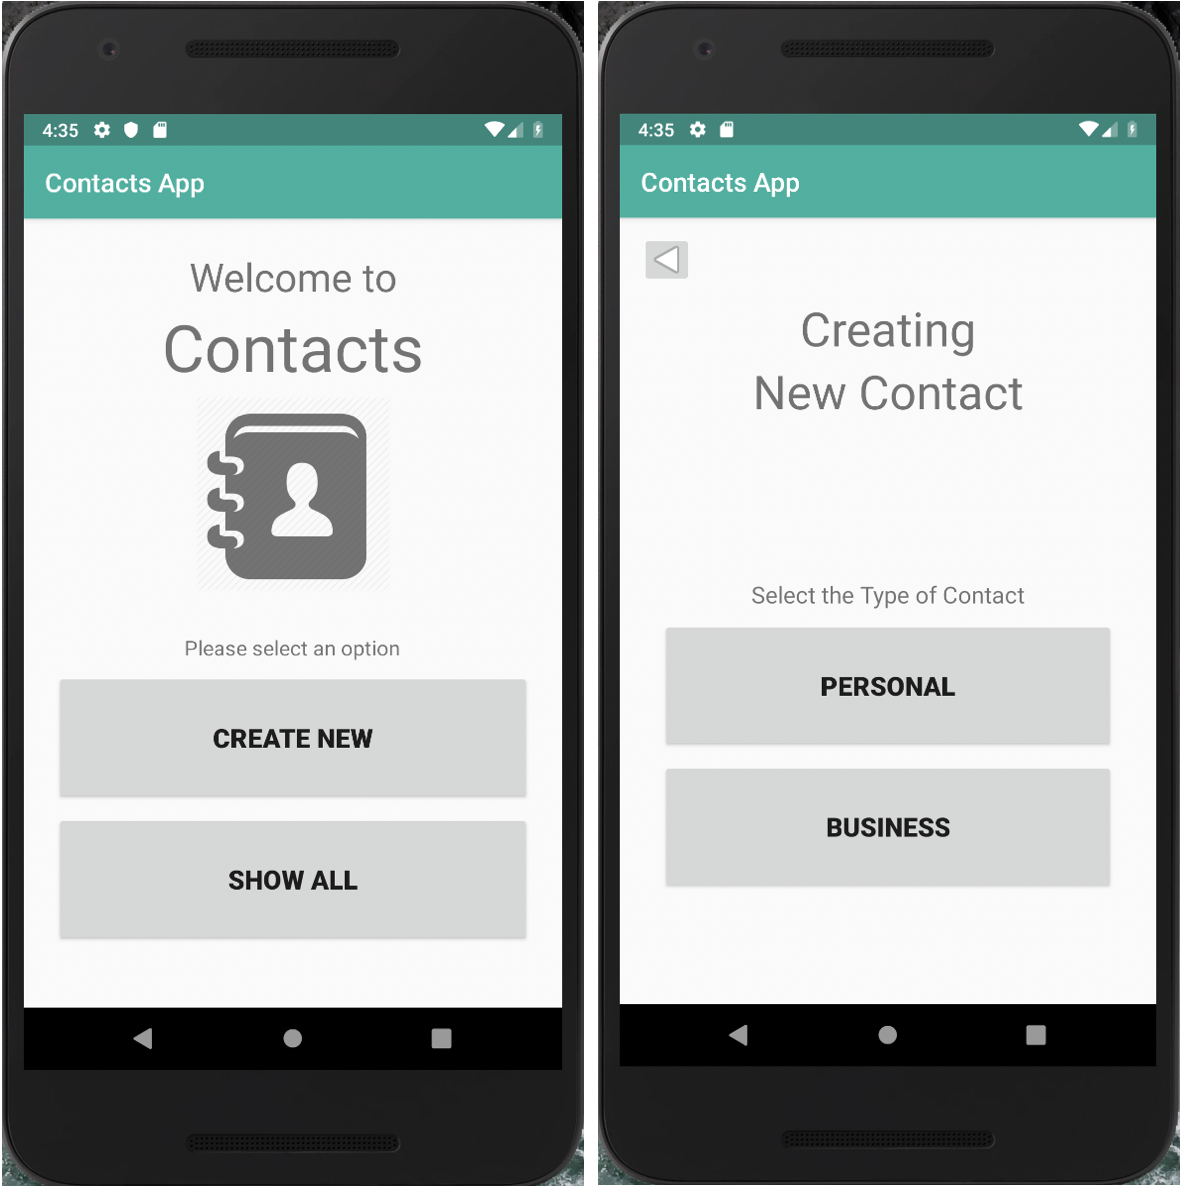 4:35
Contacts App
Welcome to
Contacts
Please select an option
CREATE NEW
SHOW ALL
4:35
Contacts App
Creating
New Contact
Select the Type of Contact
PERSONAL
BUSINESS